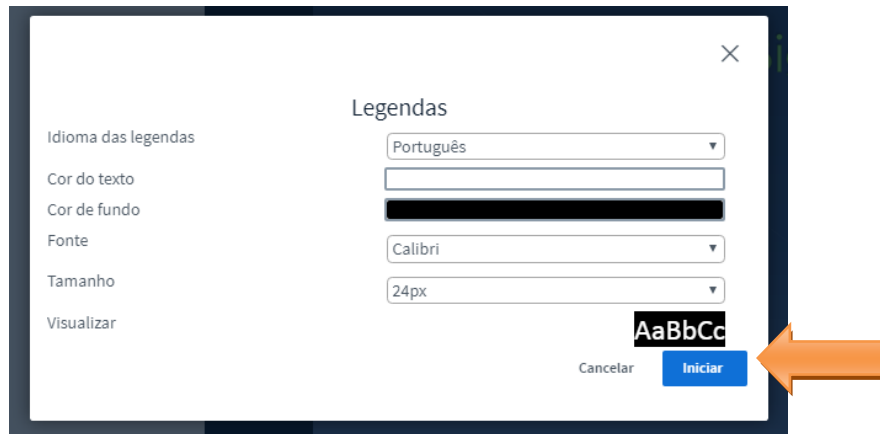 Legendas
Idioma das legendas
Português
Cor do texto
Cor de fundo
Fonte
Calibri
Tamanho
24px
Visualizar
AaBbCc
Cancelar
Iniciar